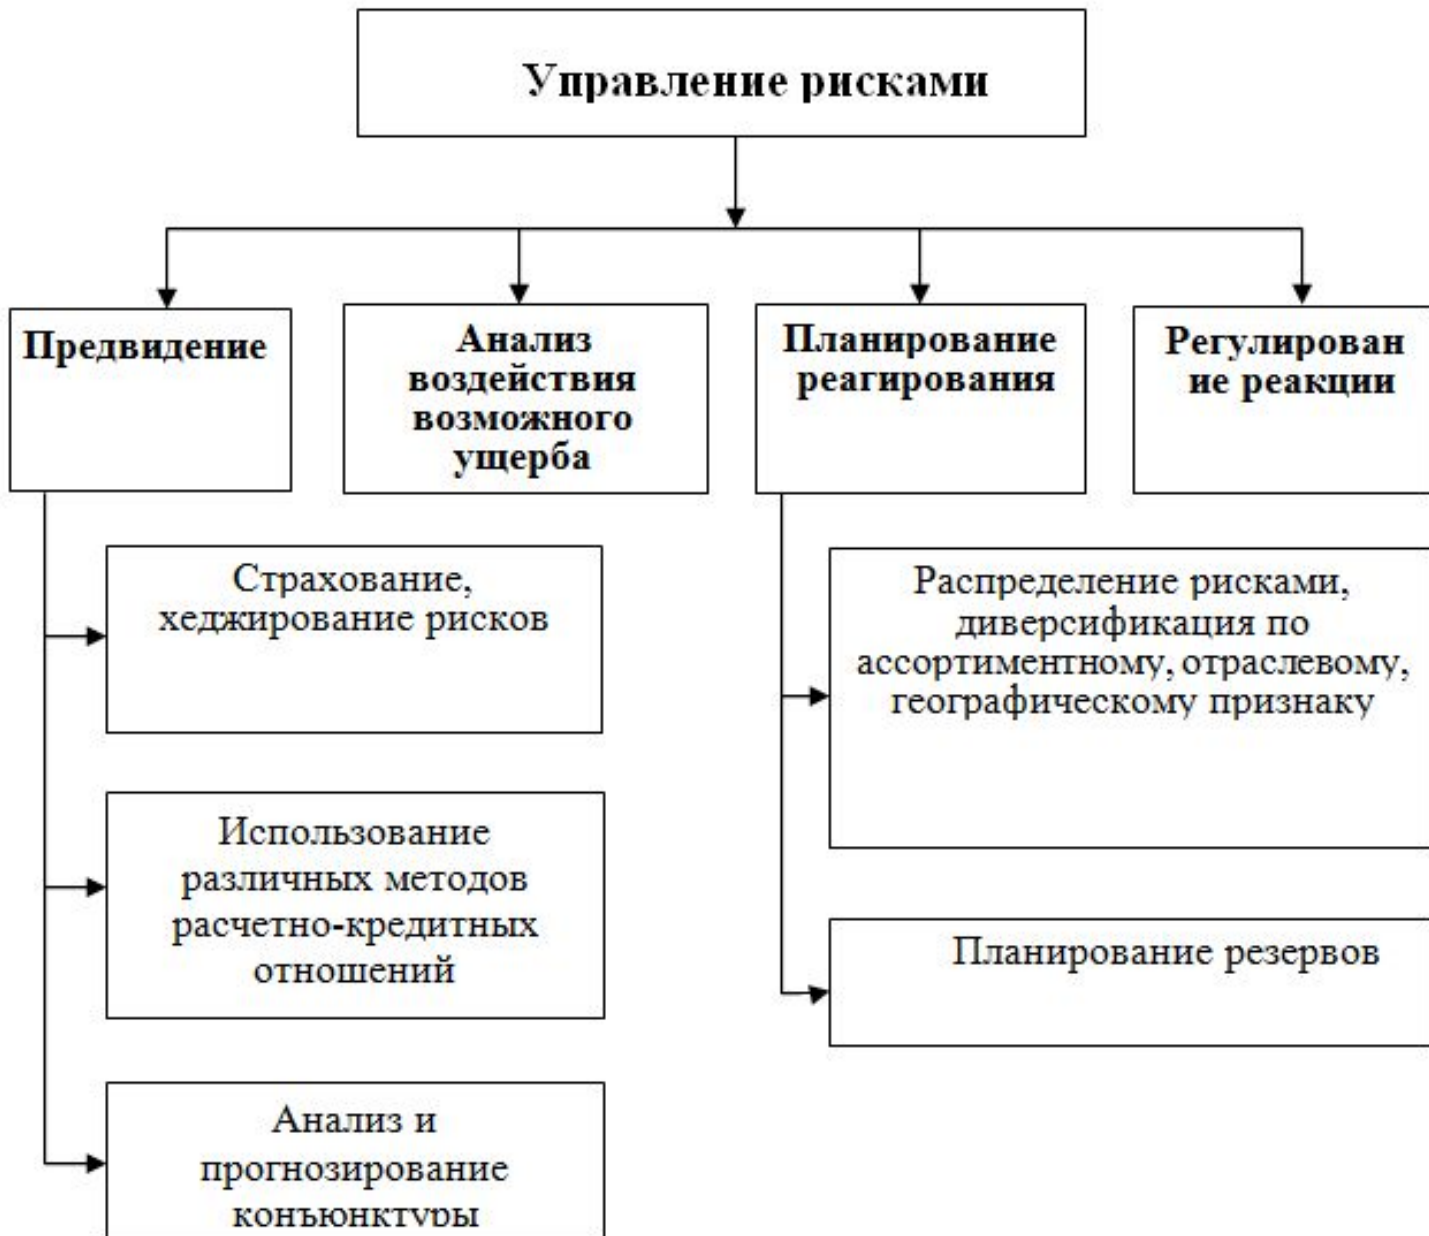 Управление рисками
Предвидение
Анализ
воздействия
возможного
ущерба
Планирование
реагирования
Регулирован
ие реакции
Страхование,
хеджирование рисков
Использование
различных методов
расчетно-кредитных
отношений
Анализ и
прогнозирование
конъюнктуры
Распределение рисками,
диверсификация по
ассортиментному, отраслевому,
географическому признаку
Планирование резервов